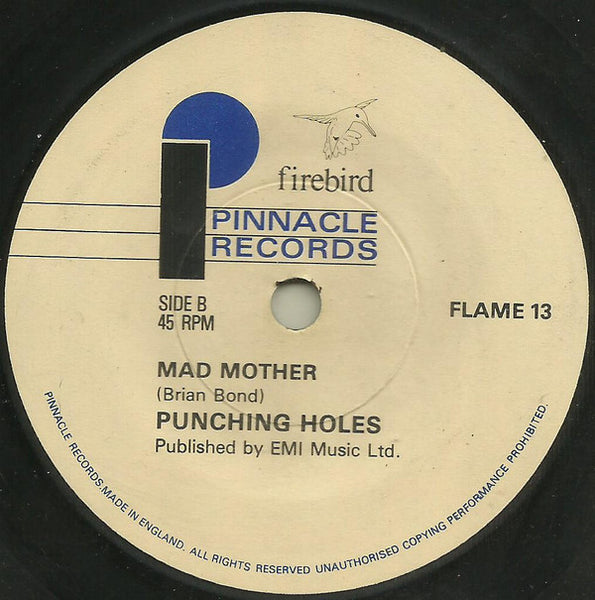 firebird
PINNACLE
RECORDS
SIDE B
45 RPM
FLAME 13
MAD MOTHER
(Brian Bond)
PUNCHING HOLES
Published by EMI Music Ltd.
PINNACLE RECORDS.MADE IN ENGLAND. ALL RIGHTS RESERVED UNAUTHORISED COPYING PERFORMANCE PROHIBITED.